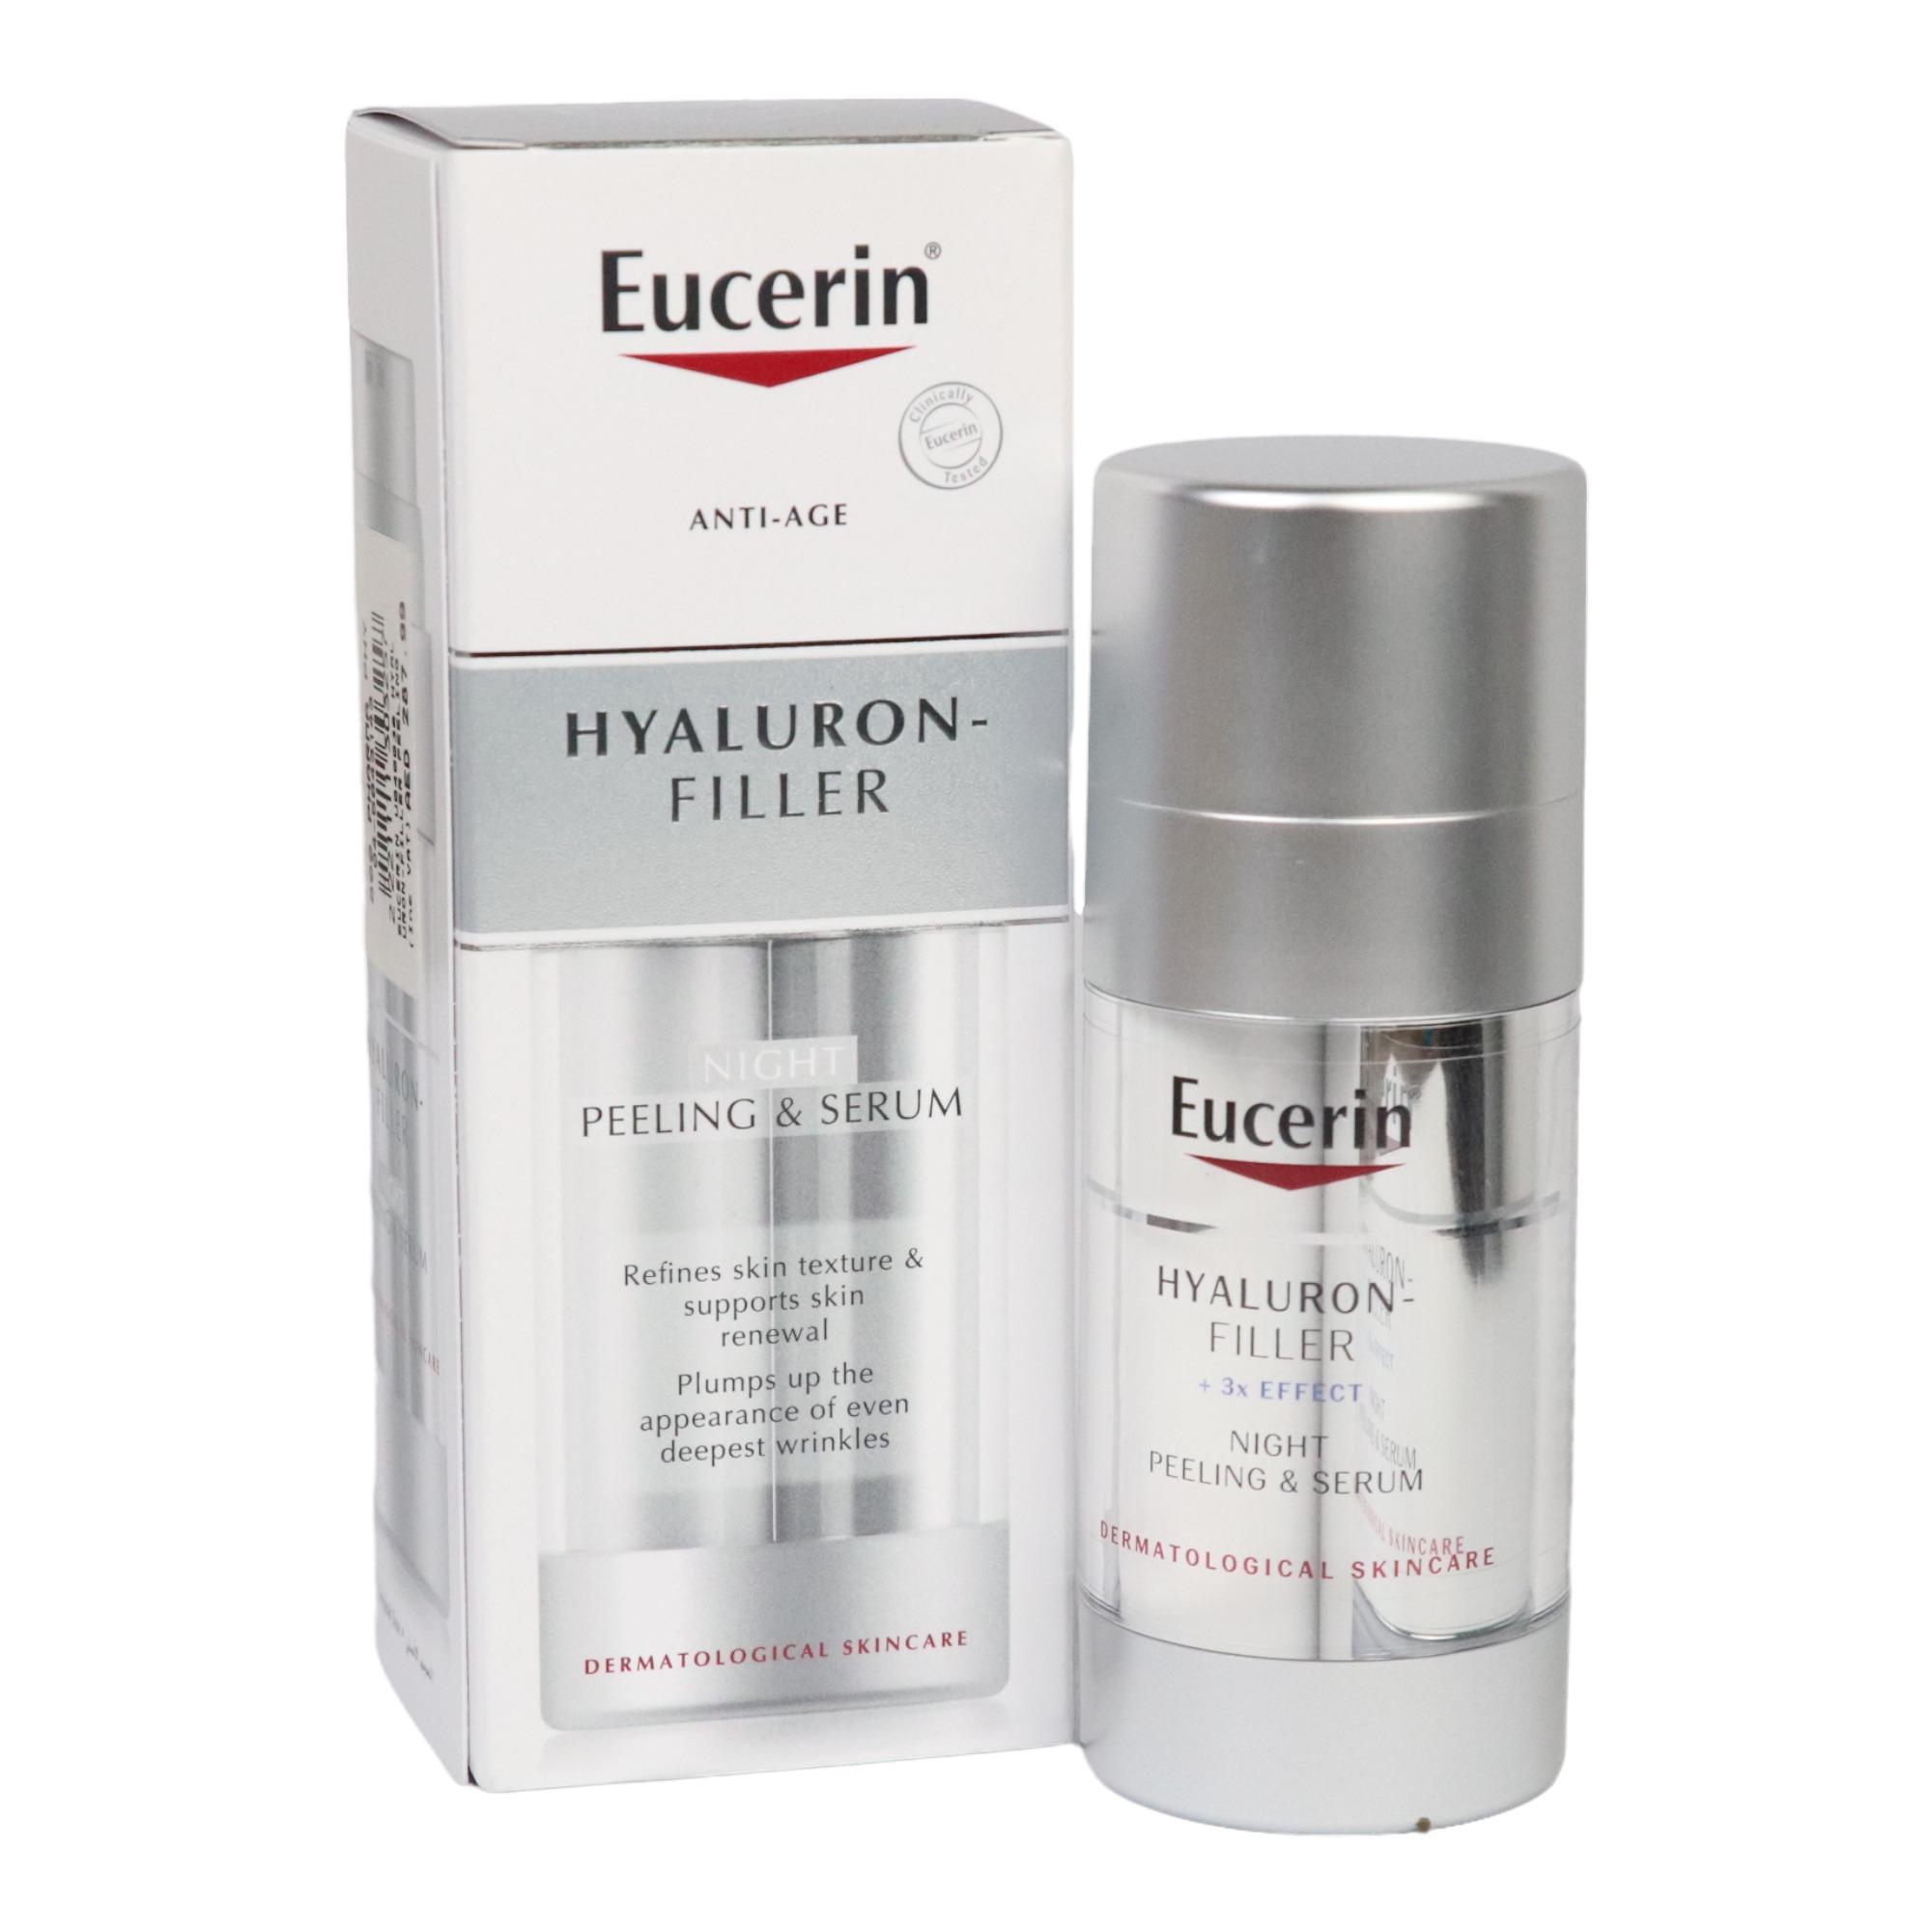 Eucerin®
Clinically
Eucerin
Tested
ANTI-AGE
HYALURON-
FILLER
NIGHT
PEELING & SERUM
Refines skin texture &
supports skin
renewal
Plumps up the
appearance of even
deepest wrinkles
DERMATOLOGICAL SKINCARE
Eucerin
HYALURON-
FILLER
+ 3x EFFECT
NIGHT
PEELING & SERUM
DERMATOLOGICAL SKINCARE